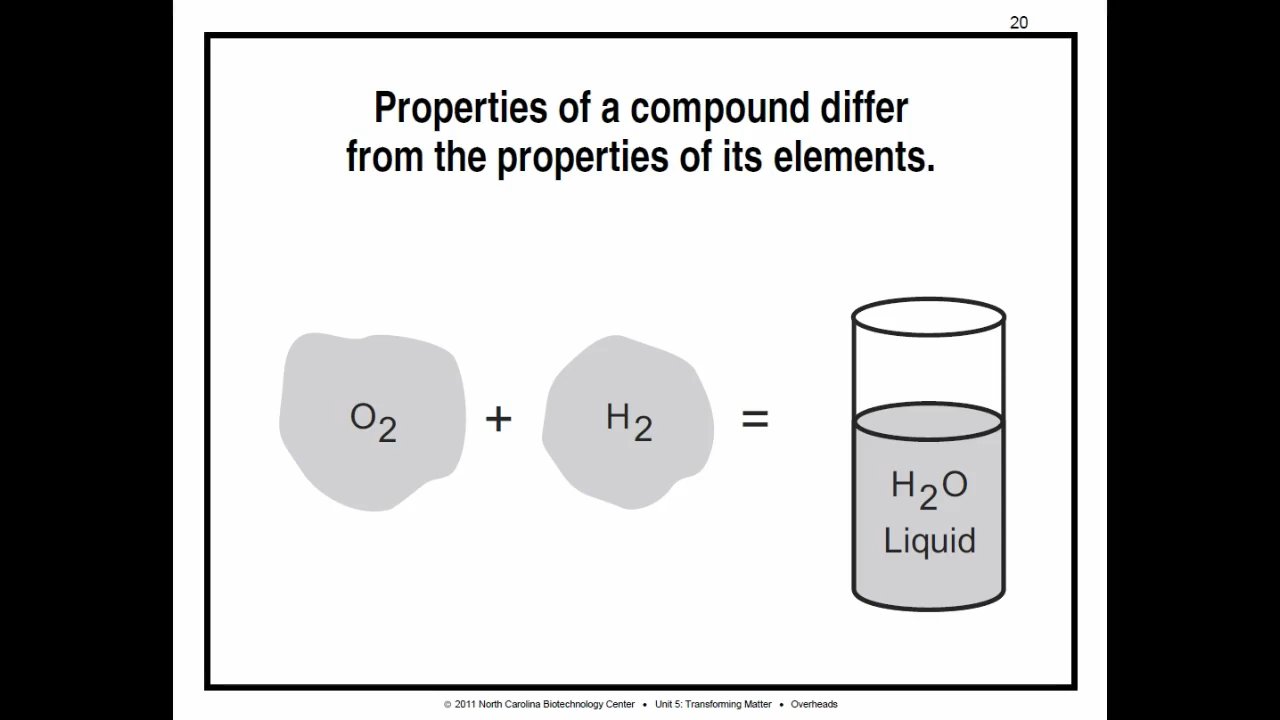 20
Properties of a compound differ
from the properties of its elements.
O₂ + H₂ =
H₂O
Liquid
© 2011 North Carolina Biotechnology Center • Unit 5: Transforming Matter • Overheads